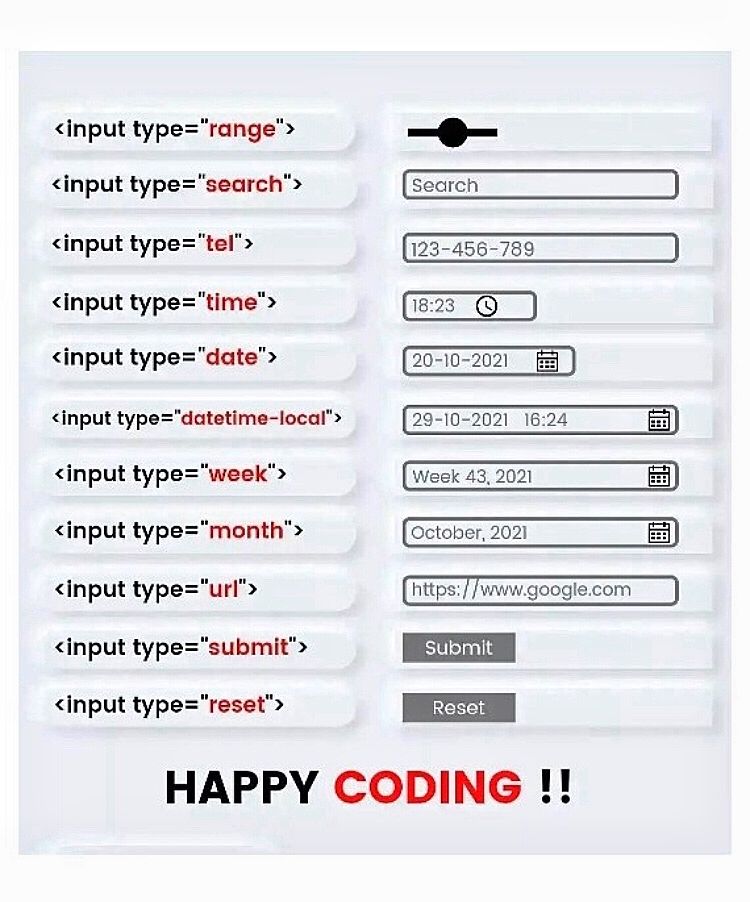 <input type="range">
<input type="search">
Search
<input type="tel">
123-456-789
<input type="time">
18:23
<input type="date">
20-10-2021
<input type="datetime-local">
29-10-2021 16:24
<input type="week">
Week 43, 2021
<input type="month">
October, 2021
<input type="url">
https://www.google.com
<input type="submit">
Submit
<input type="reset">
Reset
HAPPY CODING !!